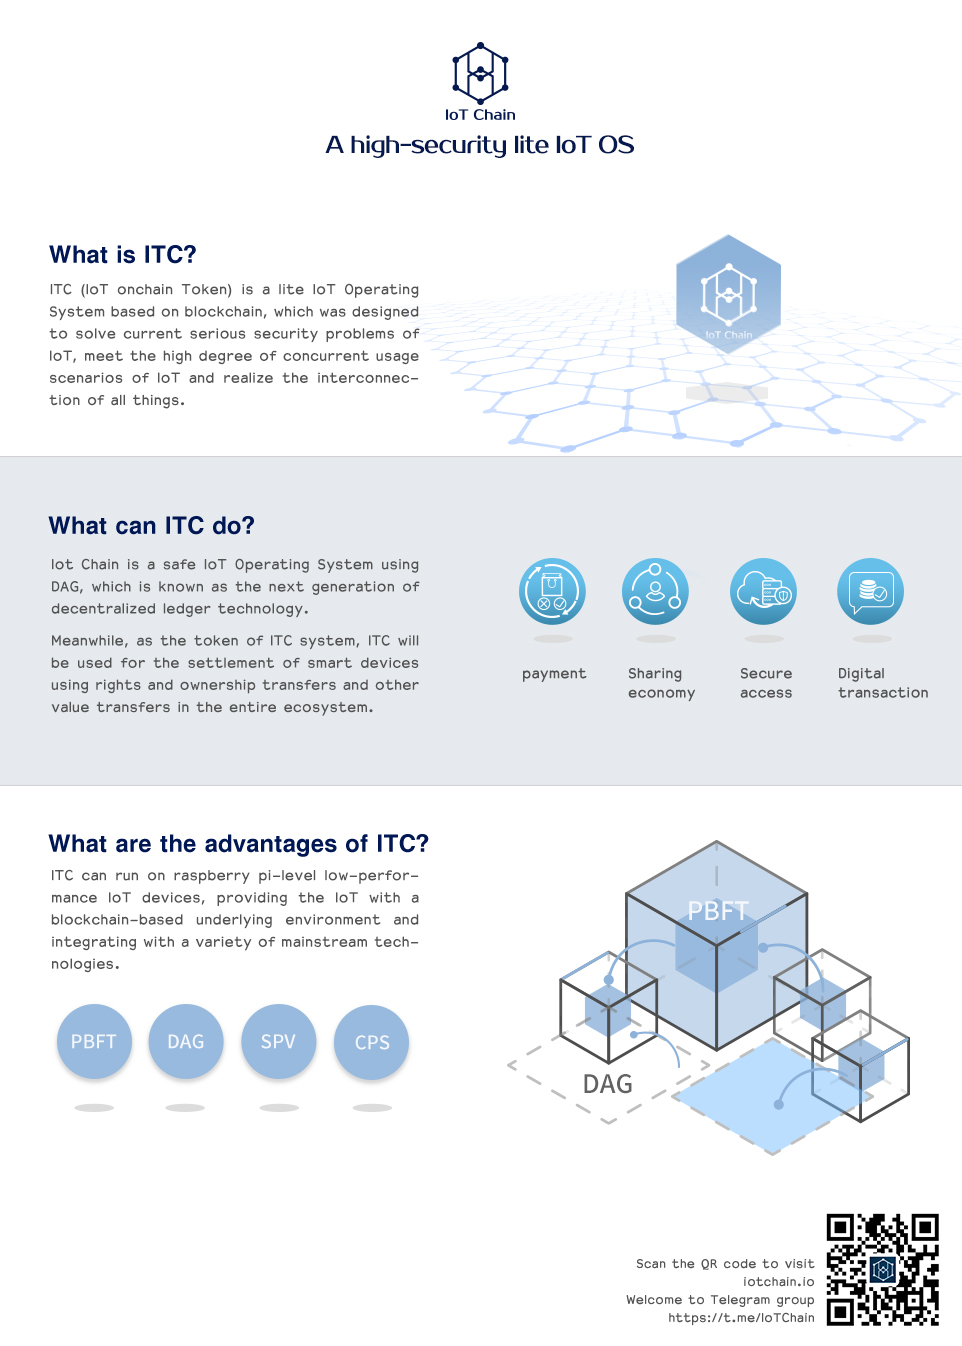 IoT Chain
A high-security lite IoT OS
What is ITC?
ITC (IoT onchain Token) is a lite IoT Operating
System based on blockchain, which was designed
to solve current serious security problems of
IoT, meet the high degree of concurrent usage
scenarios of IoT and realize the interconnec-
tion of all things.
IoT Chain
What can ITC do?
Iot Chain is a safe IoT Operating System using
DAG, which is known as the next generation of
decentralized ledger technology.
Meanwhile, as the token of ITC system, ITC will
be used for the settlement of smart devices
using rights and ownership transfers and other
value transfers in the entire ecosystem.
payment
Sharing
economy
Secure
access
Digital
transaction
What are the advantages of ITC?
ITC can run on raspberry pi-level low-perfor-
mance IoT devices, providing the IoT with a
blockchain-based underlying environment and
integrating with a variety of mainstream tech-
nologies.
PBFT
DAG
SPV
CPS
PBFT
DAG
Scan the QR code to visit
iotchain.io
Welcome to Telegram group
https://t.me/IoTChain